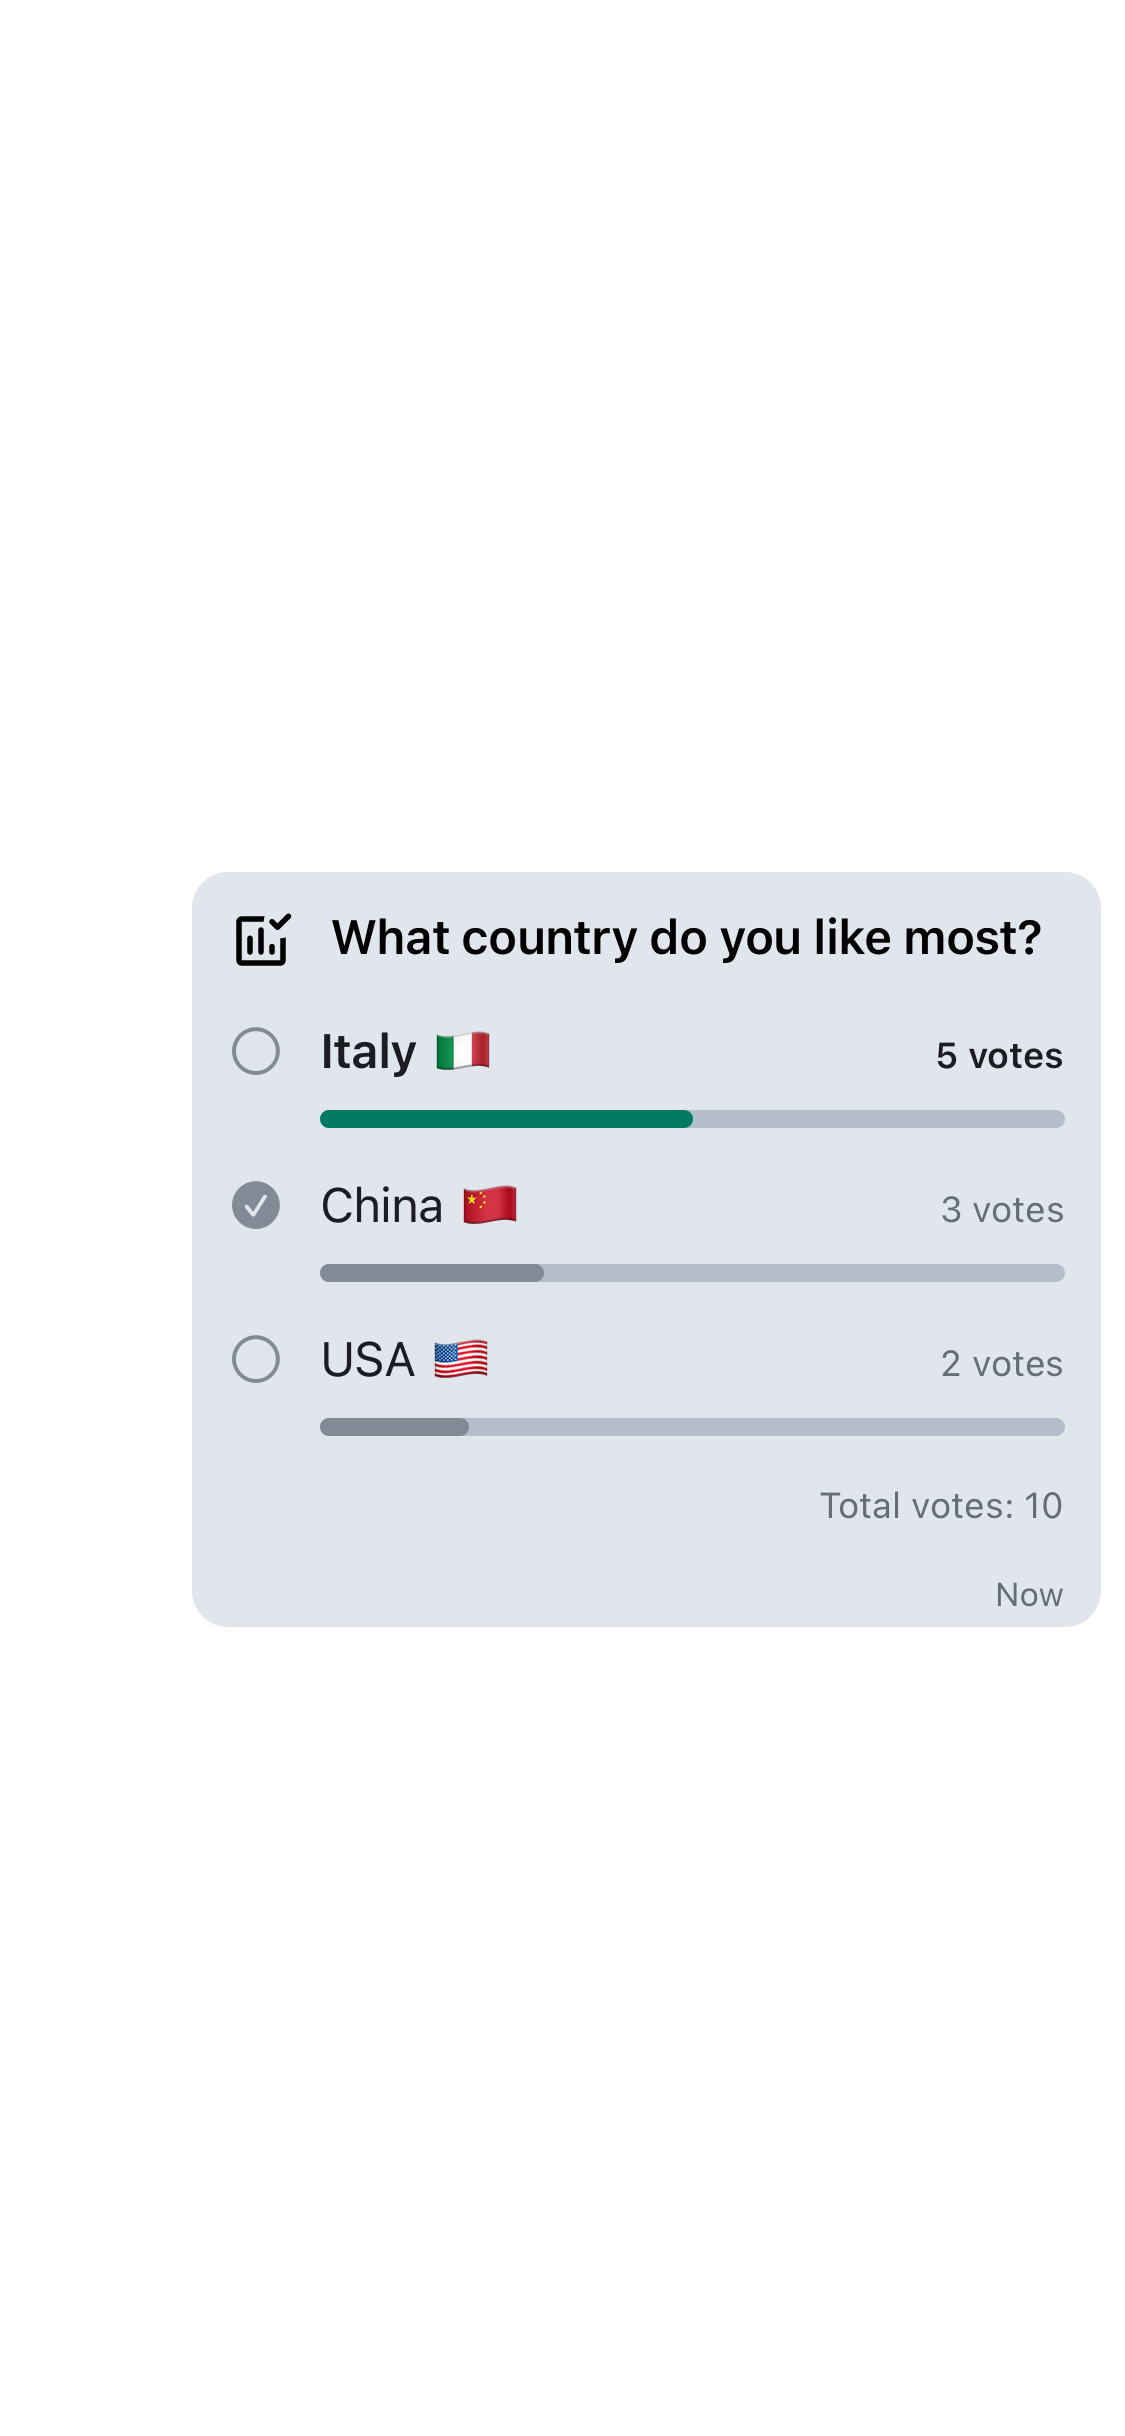 What country do you like most?
Italy 🇮🇹 5 votes
China 🇨🇳 3 votes
USA 🇺🇸 2 votes
Total votes: 10
Now